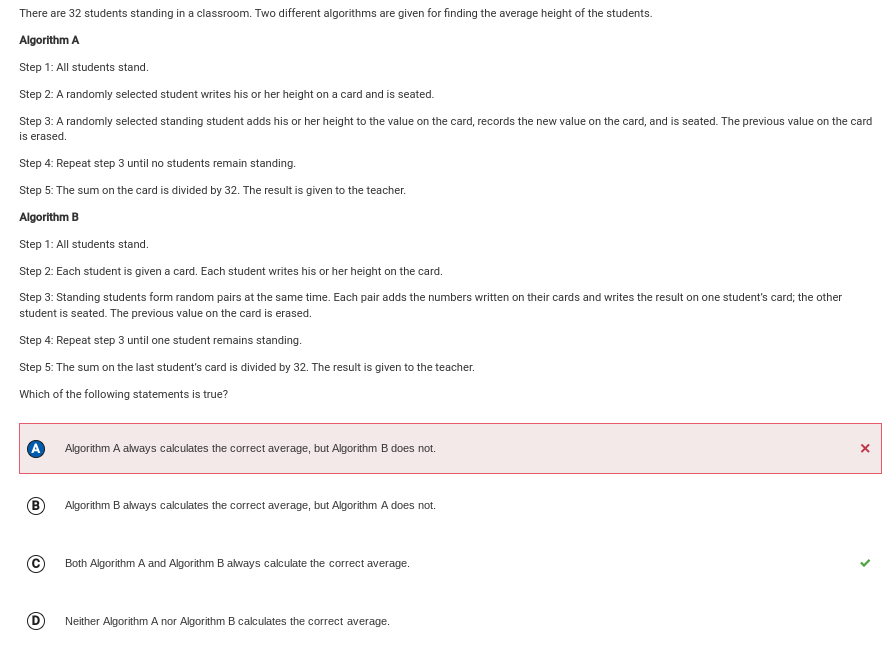 There are 32 students standing in a classroom. Two different algorithms are given for finding the average height of the students.
Algorithm A
Step 1: All students stand.
Step 2: A randomly selected student writes his or her height on a card and is seated.
Step 3: A randomly selected standing student adds his or her height to the value on the card, records the new value on the card, and is seated. The previous value on the card
is erased.
Step 4: Repeat step 3 until no students remain standing.
Step 5: The sum on the card is divided by 32. The result is given to the teacher.
Algorithm B
Step 1: All students stand.
Step 2: Each student is given a card. Each student writes his or her height on the card.
Step 3: Standing students form random pairs at the same time. Each pair adds the numbers written on their cards and writes the result on one student's card; the other
student is seated. The previous value on the card is erased.
Step 4: Repeat step 3 until one student remains standing.
Step 5: The sum on the last student's card is divided by 32. The result is given to the teacher.
Which of the following statements is true?
A Algorithm A always calculates the correct average, but Algorithm B does not.
B Algorithm B always calculates the correct average, but Algorithm A does not.
C Both Algorithm A and Algorithm B always calculate the correct average.
D Neither Algorithm A nor Algorithm B calculates the correct average.